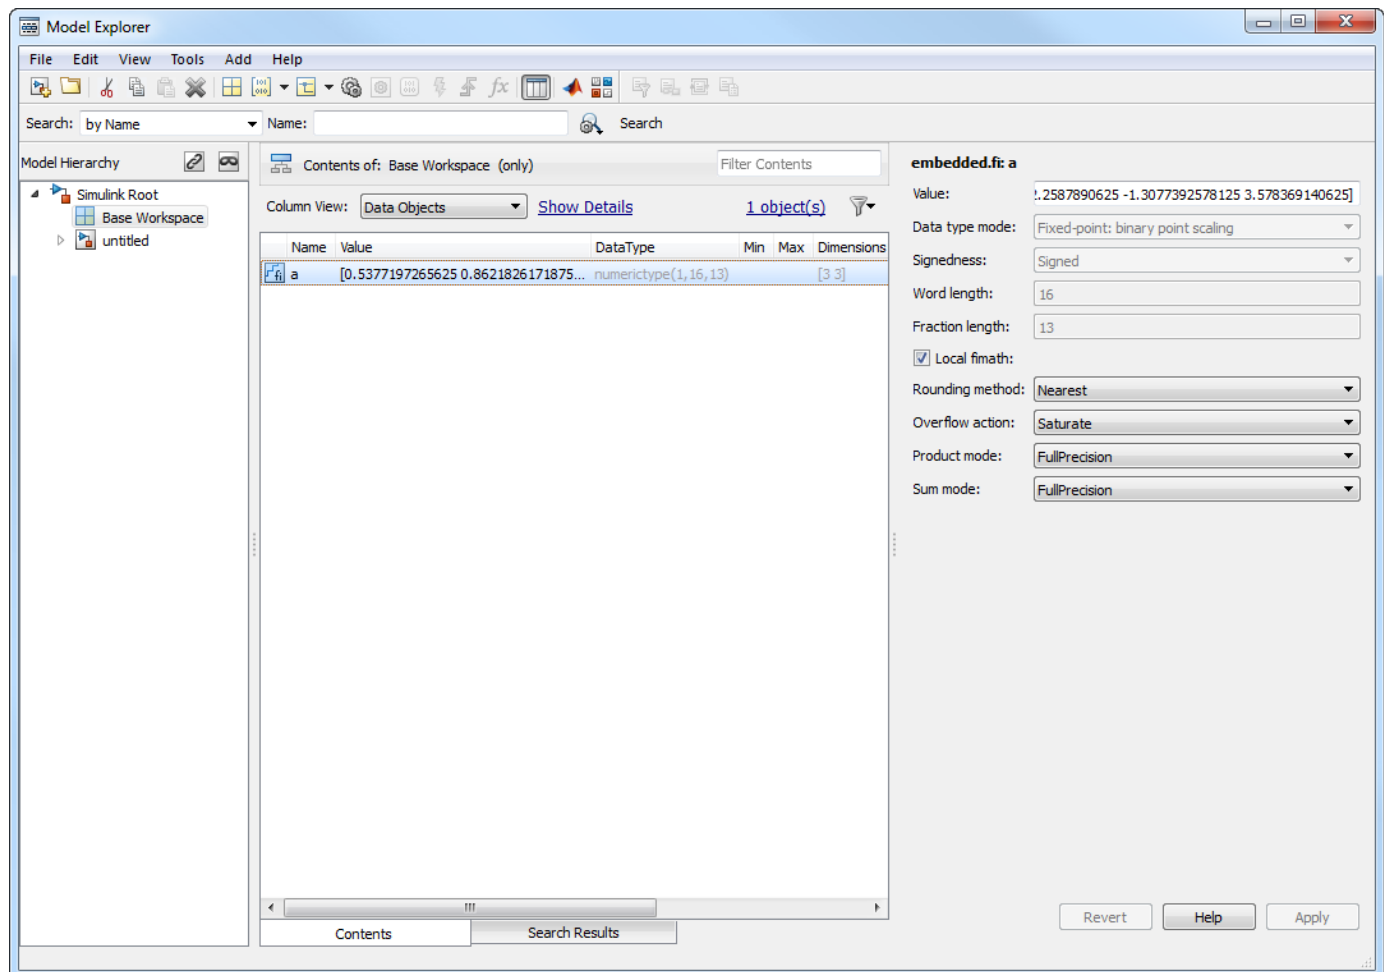 Model Explorer
File Edit View Tools Add Help
fx
Search: by Name Name: Search
Model Hierarchy
Simulink Root
Base Workspace
untitled
Contents of: Base Workspace (only) Filter Contents
Column View: Data Objects Show Details 1 object(s)
Name Value DataType Min Max Dimensions
fi a [0.5377197265625 0.8621826171875... numerictype(1,16,13) [3 3]
Contents Search Results
embedded.fi: a
Value: 2.2587890625 -1.3077392578125 3.578369140625]
Data type mode: Fixed-point: binary point scaling
Signedness: Signed
Word length: 16
Fraction length: 13
Local fimath:
Rounding method: Nearest
Overflow action: Saturate
Product mode: FullPrecision
Sum mode: FullPrecision
Revert Help Apply